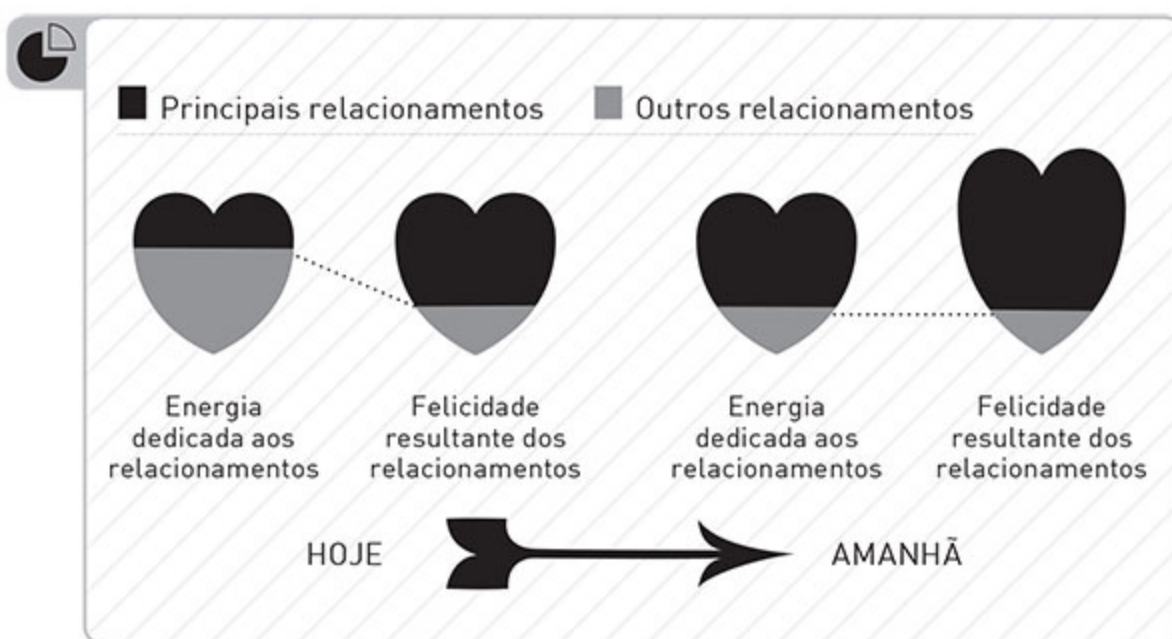 Principais relacionamentos
Outros relacionamentos
Energia
dedicada aos
relacionamentos
Felicidade
resultante dos
relacionamentos
Energia
dedicada aos
relacionamentos
Felicidade
resultante dos
relacionamentos
HOJE
AMANHÃ